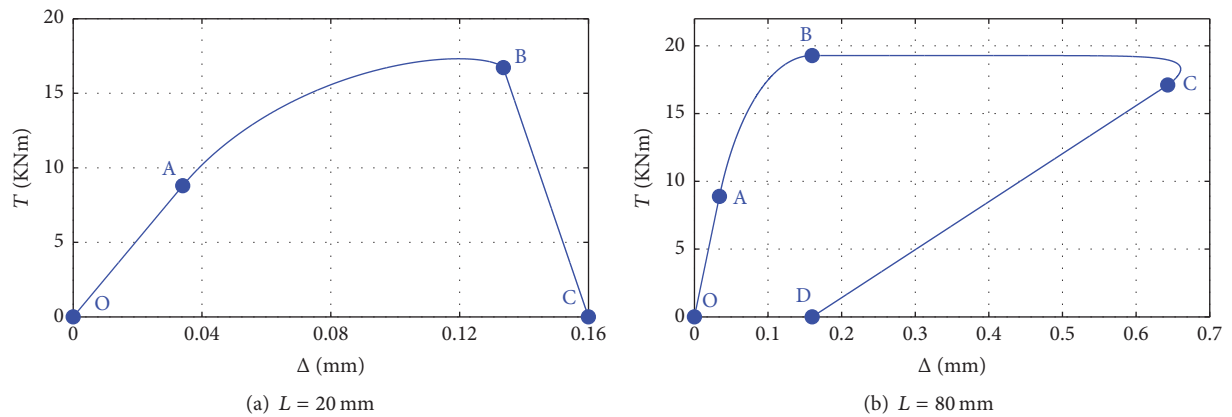 20
15
10
5
0
T (KNm)
O
A
B
C
0
0.04
0.08
0.12
0.16
Δ (mm)
(a) L = 20 mm
20
15
10
5
0
T (KNm)
O
A
B
C
D
0
0.1
0.2
0.3
0.4
0.5
0.6
0.7
Δ (mm)
(b) L = 80 mm